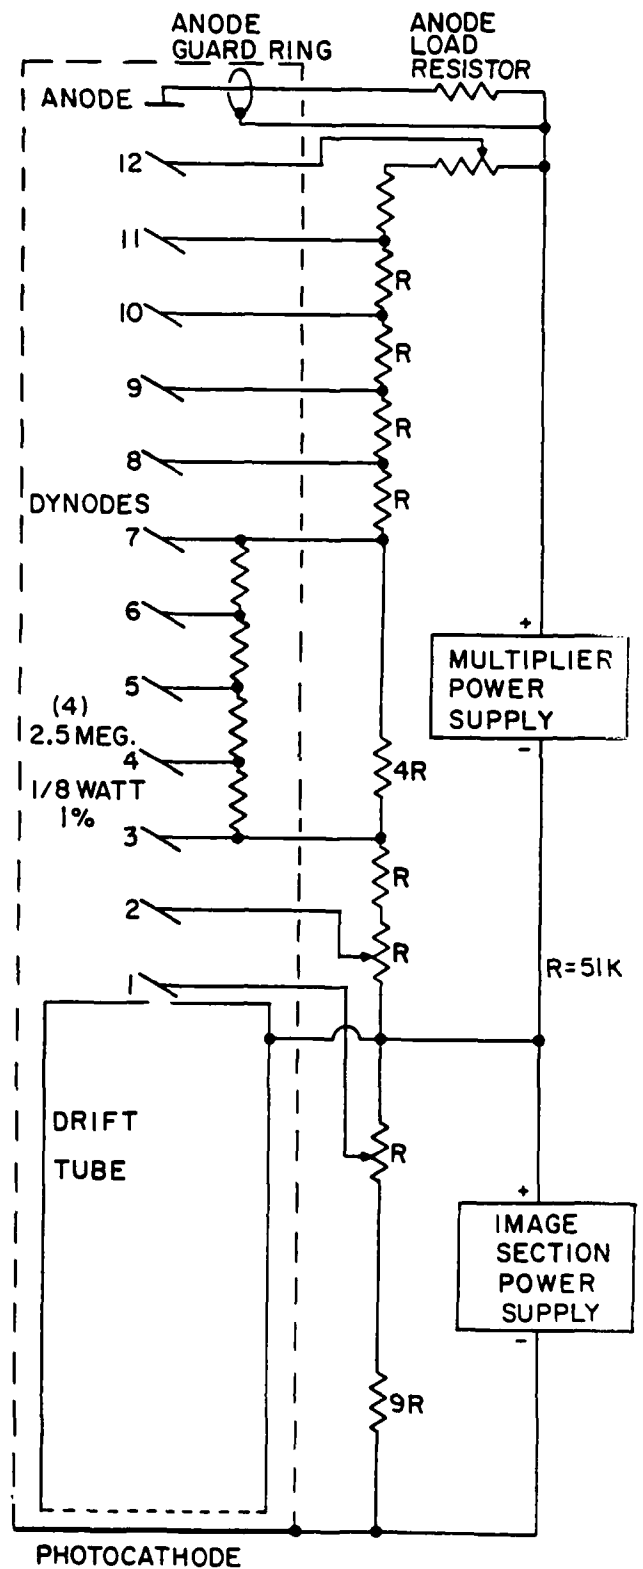 ANODE
GUARD RING
ANODE
LOAD
RESISTOR
ANODE
12
11
R
10
R
9
R
8
R
DYNODES
7
6
+
MULTIPLIER
POWER
SUPPLY
-
5
(4)
2.5 MEG.
4
4R
1/8 WATT
1%
3
R
2
R
R=51K
1
DRIFT
TUBE
R
+
IMAGE
SECTION
POWER
SUPPLY
-
9R
PHOTOCATHODE